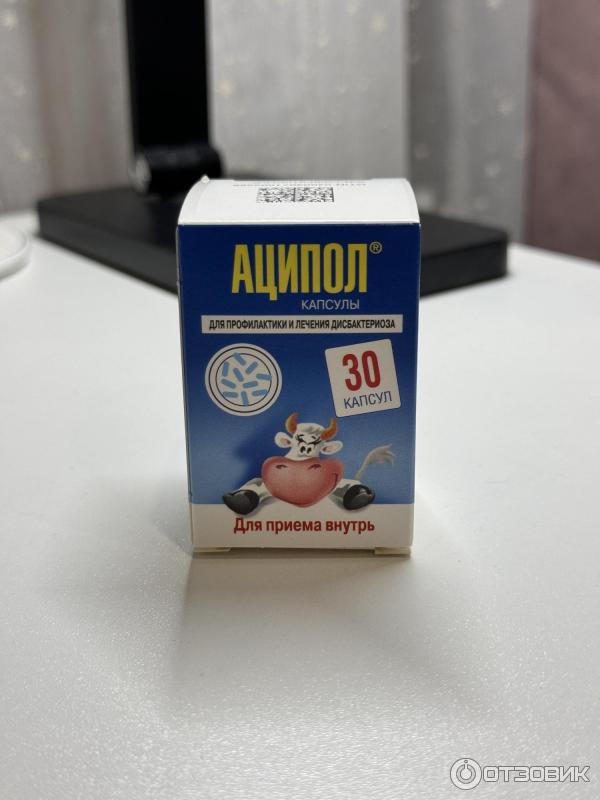 АЦИПОЛ®
КАПСУЛЫ
ДЛЯ ПРОФИЛАКТИКИ И ЛЕЧЕНИЯ ДИСБАКТЕРИОЗА
30
КАПСУЛ
Для приема внутрь
ОТЗОВИК